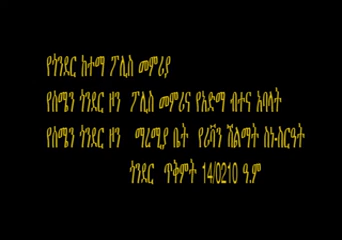 የጎንደር ከተማ ፖሊስ መምሪያ
የሰሜን ጎንደር ዞን ፖሊስ መምሪና የአድማ ብተና አባላት
የሰሜን ጎንደር ዞን ማረሚያ ቤት የሪቫን ሽልማት ስነ-ስርዓት
ጎንደር ጥቅምት 14/0210 ዓ.ም